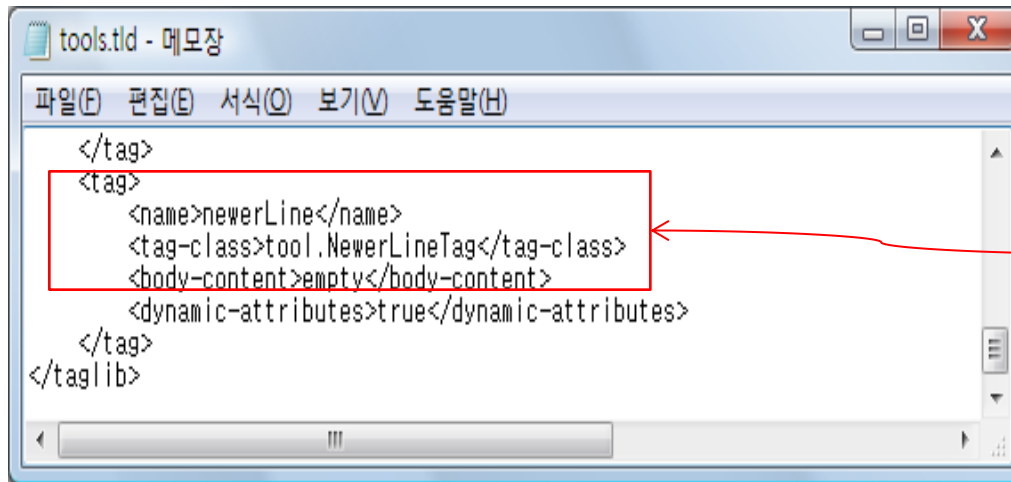 tools.tld - 메모장
파일(F) 편집(E) 서식(O) 보기(V) 도움말(H)
</tag>
<tag>
<name>newerLine</name>
<tag-class>tool.NewerLineTag</tag-class>
<body-content>empty</body-content>
<dynamic-attributes>true</dynamic-attributes>
</tag>
</taglib>